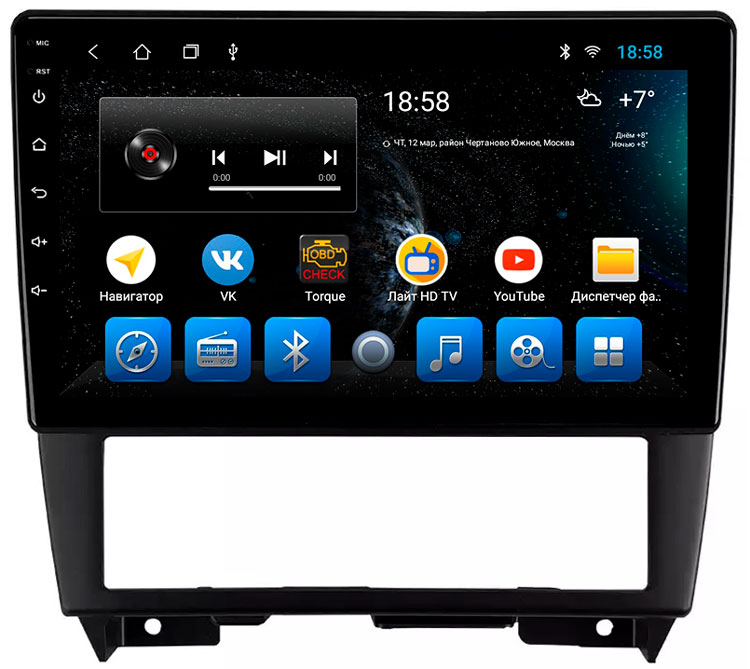 MIC
18:58
RST
18:58
+7°
ЧТ, 12 мар, район Чертаново Южное, Москва
Днём +8°
Ночью +5°
0:00
0:00
OBD
CHECK
Навигатор
VK
Torque
Лайт HD TV
YouTube
Диспетчер фа..